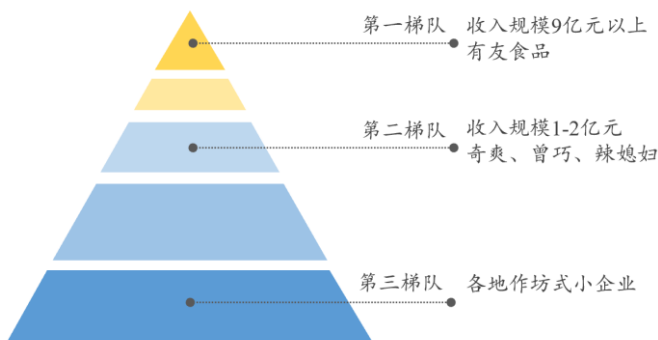 第一梯队
收入规模9亿元以上
有友食品
第二梯队
收入规模1-2亿元
奇爽、曾巧、辣媳妇
第三梯队
各地作坊式小企业